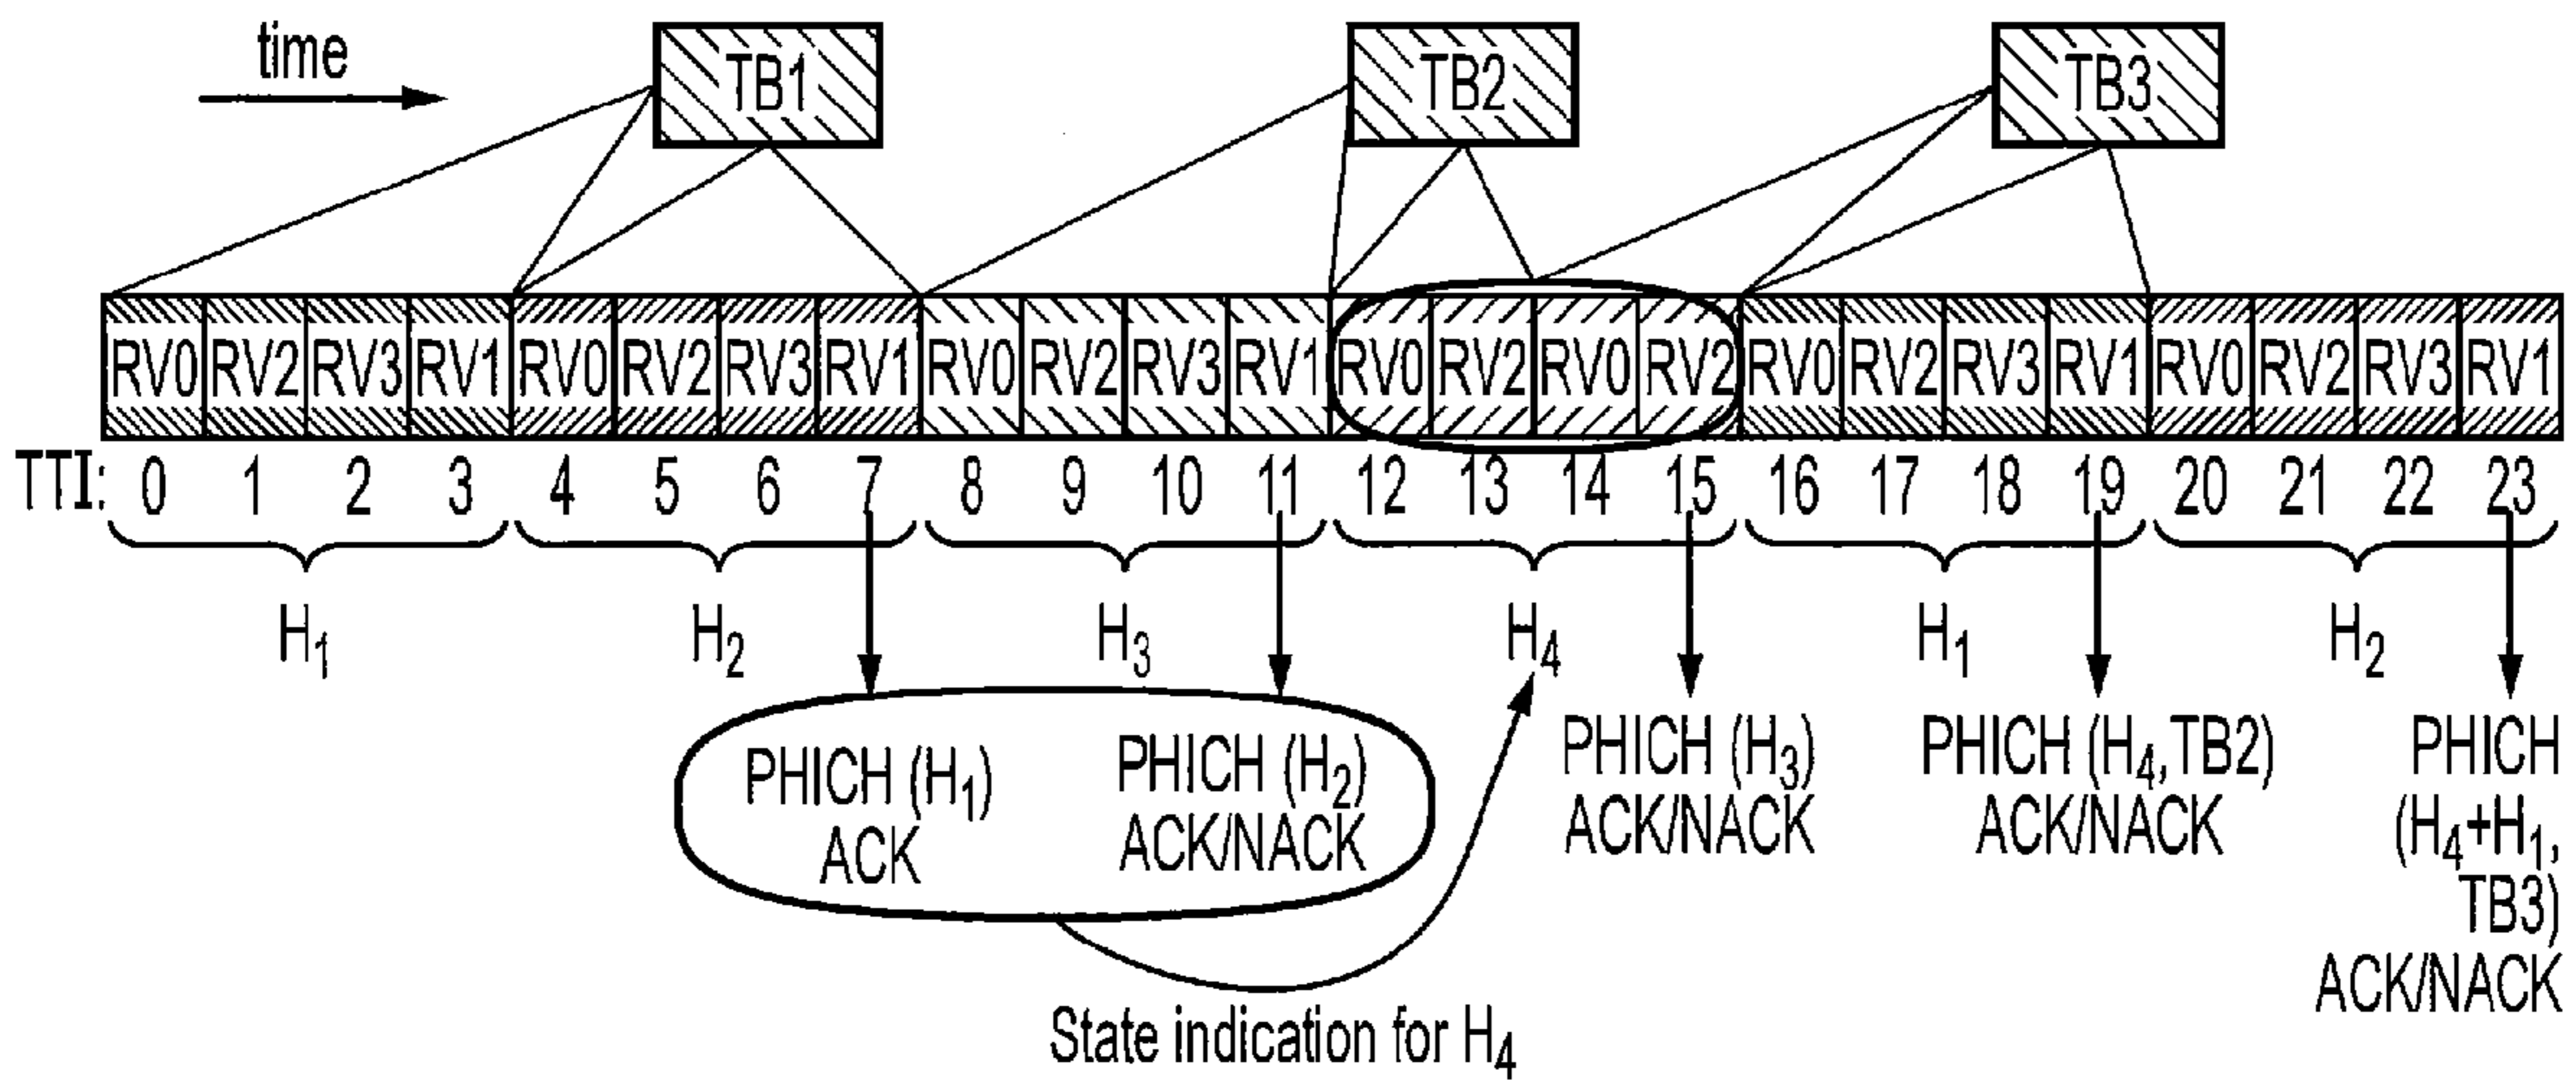 time
TB1
TB2
TB3
RV0 RV2 RV3 RV1 RV0 RV2 RV3 RV1 RV0 RV2 RV3 RV1 RV0 RV2 RV0 RV2 RV0 RV2 RV3 RV1 RV0 RV2 RV3 RV1
TTI: 0 1 2 3 4 5 6 7 8 9 10 11 12 13 14 15 16 17 18 19 20 21 22 23
H1 H2 H3 H4 H1 H2
PHICH (H1)
ACK
PHICH (H2)
ACK/NACK
PHICH (H3)
ACK/NACK
PHICH (H4,TB2)
ACK/NACK
PHICH
(H4+H1,
TB3)
ACK/NACK
State indication for H4